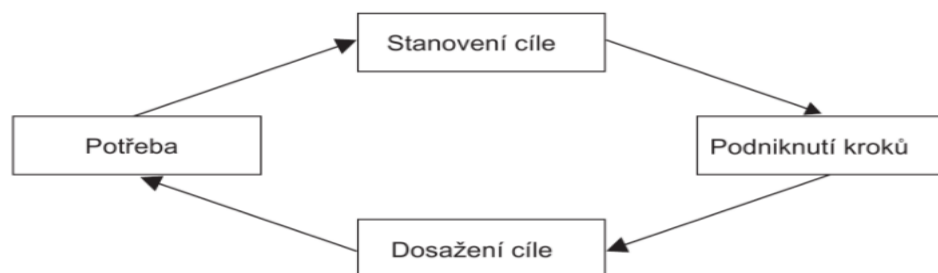 Stanovení cíle
Potřeba
Podniknutí kroků
Dosažení cíle